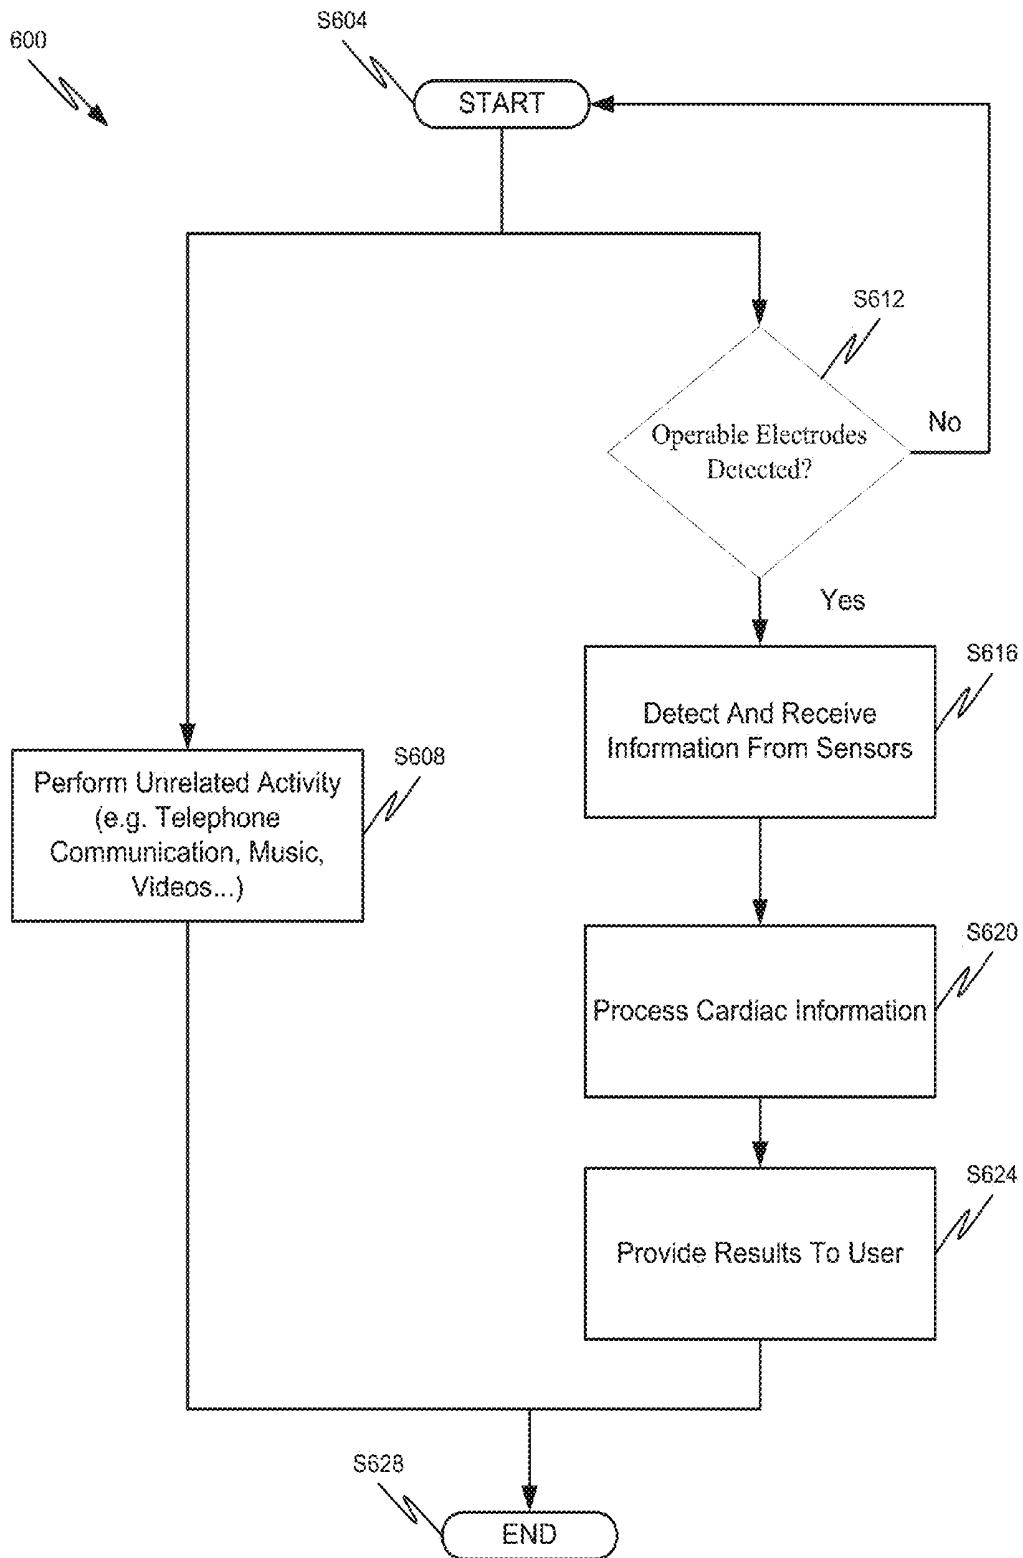 600
S604
START
S612
Operable Electrodes
Detected?
No
Yes
S616
Detect And Receive
Information From Sensors
S608
Perform Unrelated Activity
(e.g. Telephone
Communication, Music,
Videos...)
S620
Process Cardiac Information
S624
Provide Results To User
S628
END